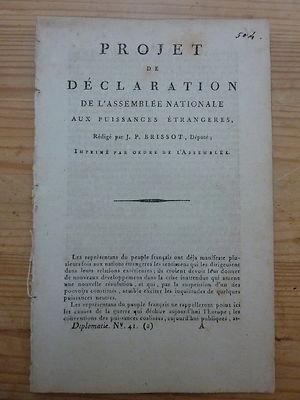 504.
PROJET
DE
DÉCLARATION
DE L'ASSEMBLÉE NATIONALE
AUX PUISSANCES ÉTRANGERES,
Rédigé par J. P. BRISSOT, Député;
IMPRIMÉ PAR ORDRE DE L'ASSEMBLÉE.
Les représentans du peuple français ont déja manifesté plusieurs
fois aux nations étrangeres les sentimens qui les dirigeoient
dans leurs relations extérieures; ils croient devoir leur donner
de nouveaux développemens dans la crise inattendue qui amene
une nouvelle révolution, et qui, par la suspension d'un des
pouvoirs constitués, semble exciter les inquiétudes de quelques
puissances neutres.
Les représentans du peuple français ne rappelleront point ici
les causes de la guerre qui déchire aujourd'hui l'Europe; les
conventions des puissances coalisées, aujourd'hui publiques, at-
Diplomatie. N°. 41. (2) A